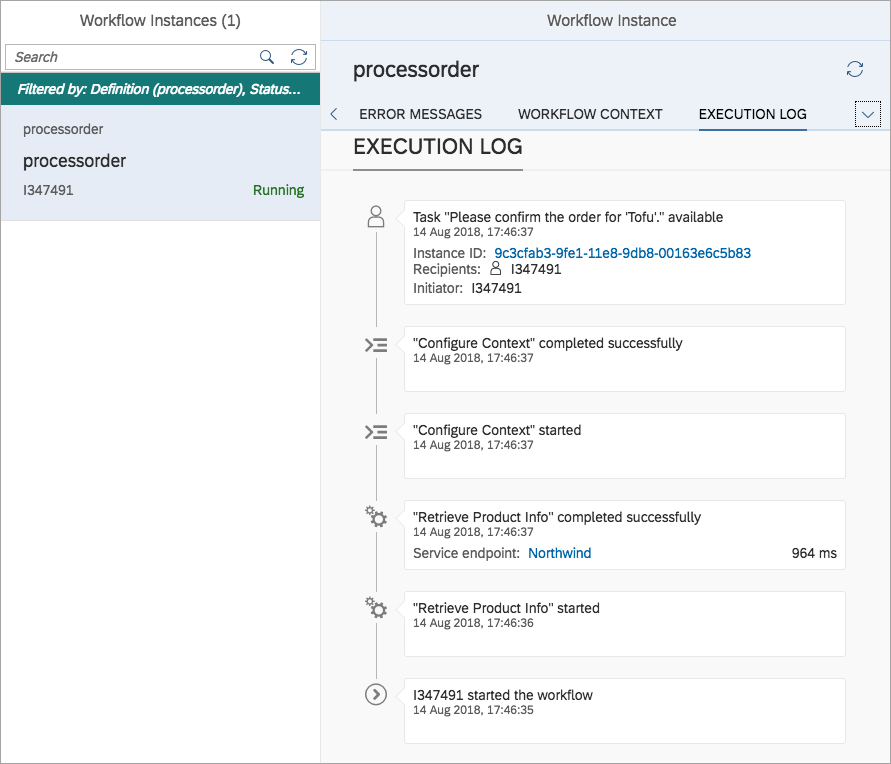 Workflow Instances (1)
Search
Filtered by: Definition (processorder), Status...
processorder
processorder
I347491 Running
Workflow Instance
processorder
ERROR MESSAGES WORKFLOW CONTEXT EXECUTION LOG
EXECUTION LOG
Task "Please confirm the order for 'Tofu'." available
14 Aug 2018, 17:46:37
Instance ID: 9c3cfab3-9fe1-11e8-9db8-00163e6c5b83
Recipients: I347491
Initiator: I347491
"Configure Context" completed successfully
14 Aug 2018, 17:46:37
"Configure Context" started
14 Aug 2018, 17:46:37
"Retrieve Product Info" completed successfully
14 Aug 2018, 17:46:37
Service endpoint: Northwind 964 ms
"Retrieve Product Info" started
14 Aug 2018, 17:46:36
I347491 started the workflow
14 Aug 2018, 17:46:35